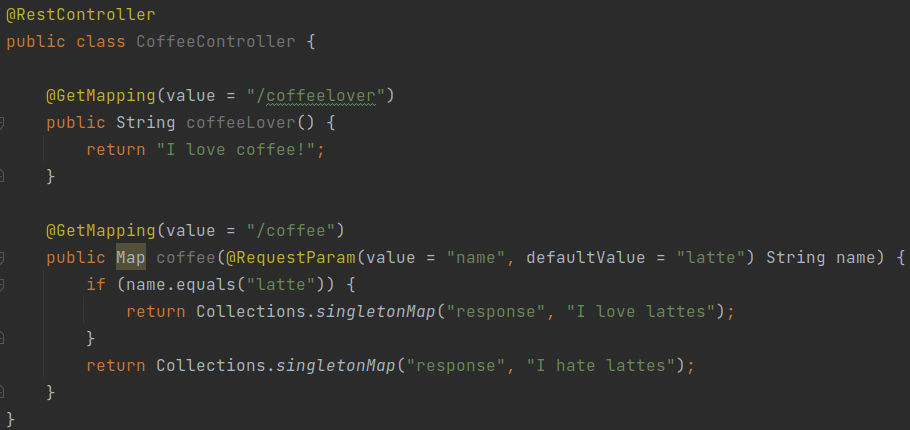 @RestController
public class CoffeeController {
@GetMapping(value = "/coffeelover")
public String coffeeLover() {
return "I love coffee!";
}
@GetMapping(value = "/coffee")
public Map coffee(@RequestParam(value = "name", defaultValue = "latte") String name) {
if (name.equals("latte")) {
return Collections.singletonMap("response", "I love lattes");
}
return Collections.singletonMap("response", "I hate lattes");
}
}